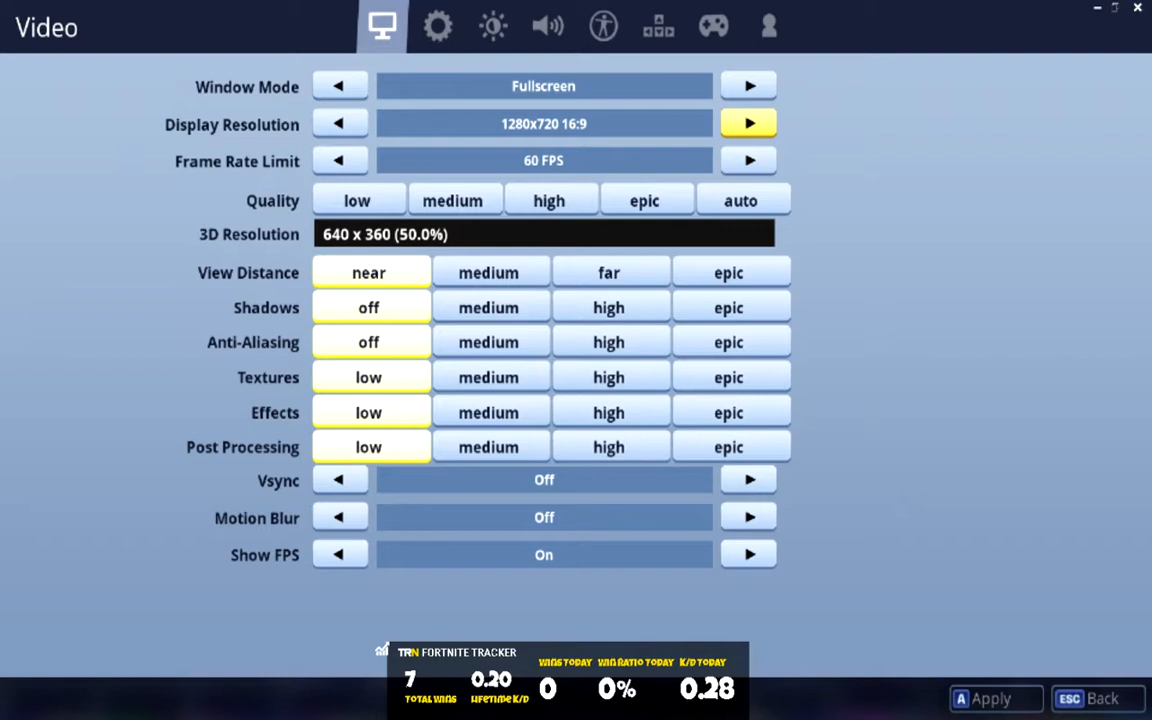 Video
Window Mode Fullscreen
Display Resolution 1280x720 16:9
Frame Rate Limit 60 FPS
Quality low medium high epic auto
3D Resolution 640 x 360 (50.0%)
View Distance near medium far epic
Shadows off medium high epic
Anti-Aliasing off medium high epic
Textures low medium high epic
Effects low medium high epic
Post Processing low medium high epic
Vsync Off
Motion Blur Off
Show FPS On
TRN FORTNITE TRACKER
7 0.20
TOTAL WINS LIFETIME K/D
WINS TODAY WIN RATIO TODAY K/D TODAY
0 0% 0.28
A Apply ESC Back